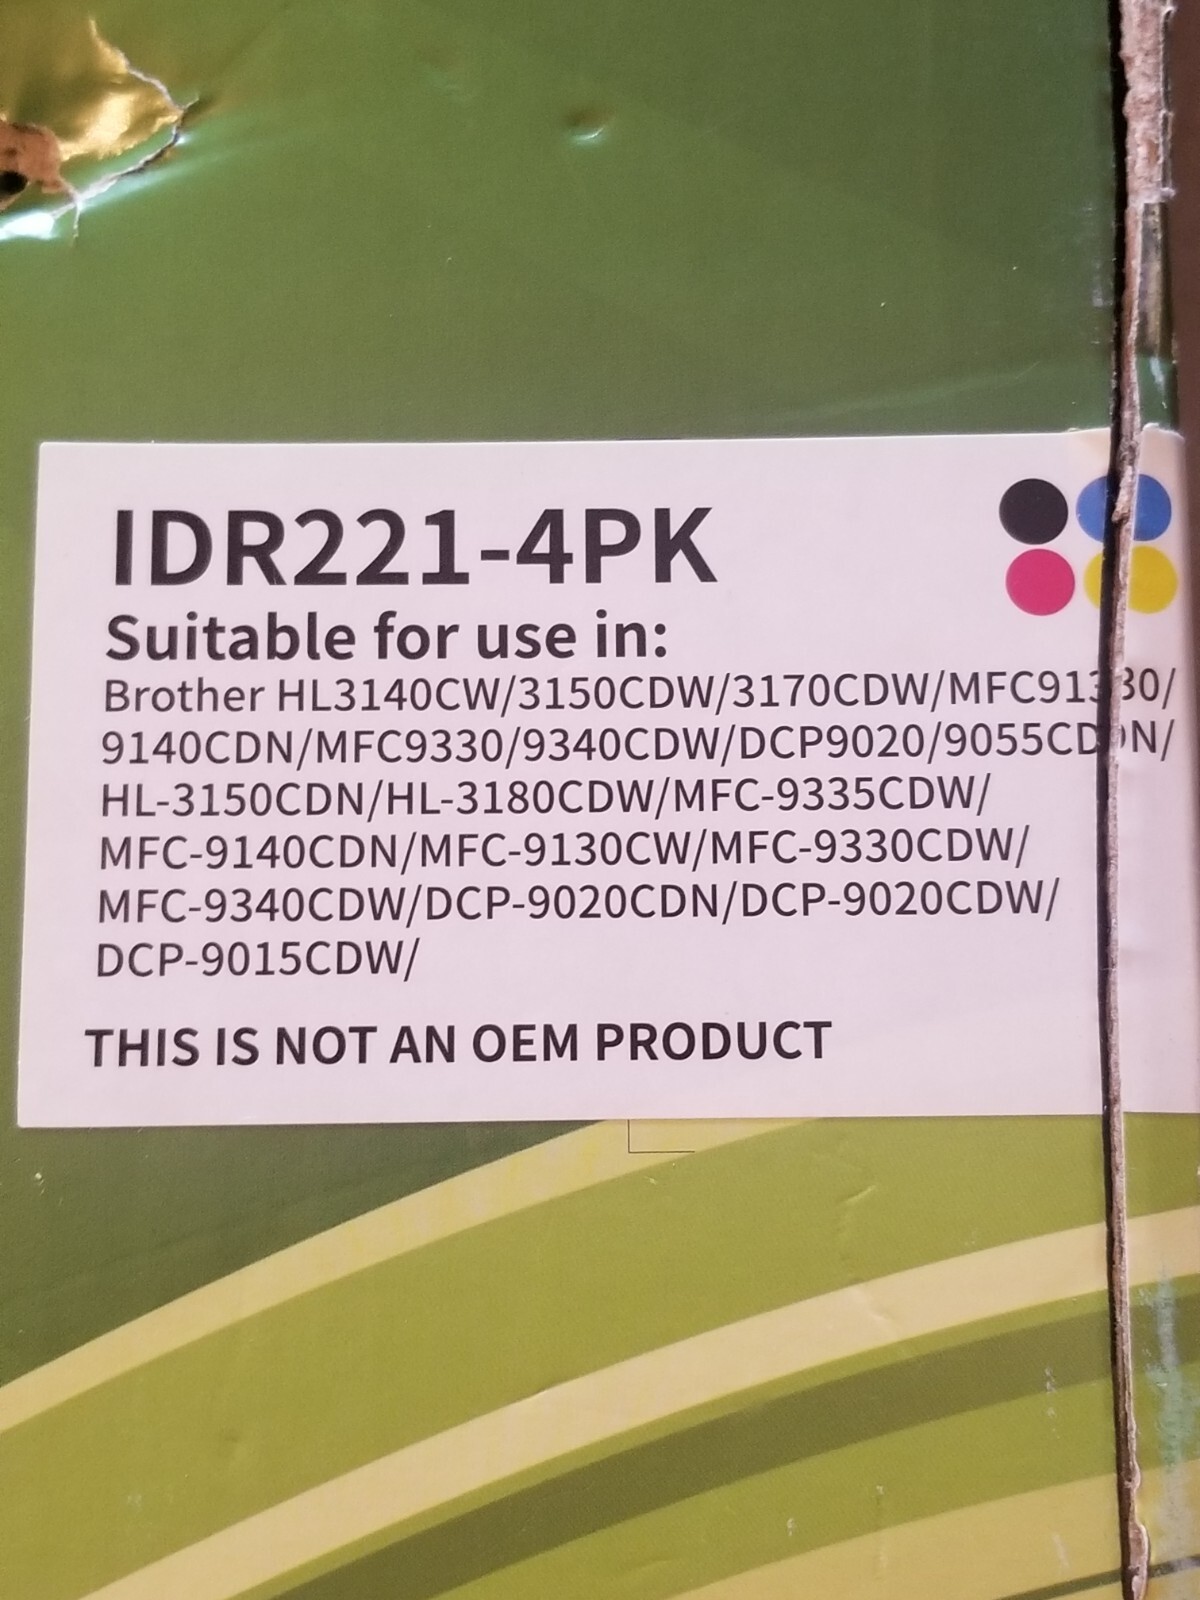 IDR221-4PK
Suitable for use in:
Brother HL3140CW/3150CDW/3170CDW/MFC9130/
9140CDN/MFC9330/9340CDW/DCP9020/9055CDN/
HL-3150CDN/HL-3180CDW/MFC-9335CDW/
MFC-9140CDN/MFC-9130CW/MFC-9330CDW/
MFC-9340CDW/DCP-9020CDN/DCP-9020CDW/
DCP-9015CDW/
THIS IS NOT AN OEM PRODUCT